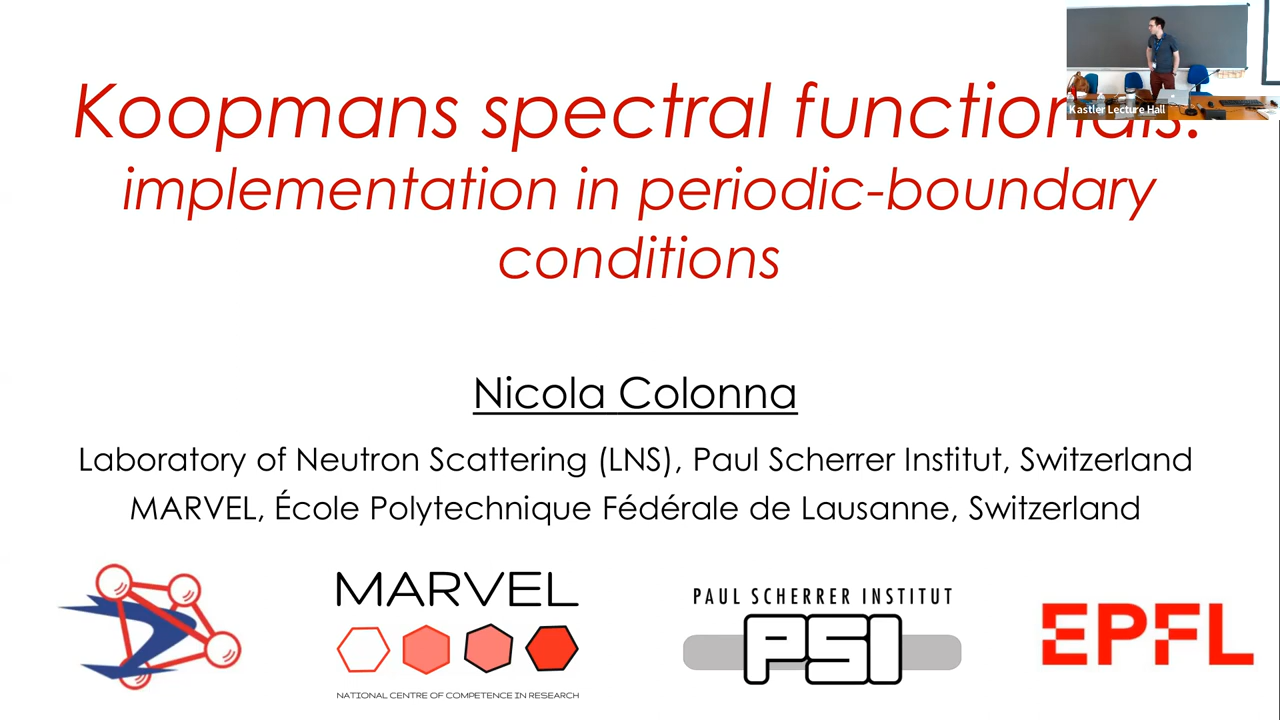 Koopmans spectral functionals:
implementation in periodic-boundary
conditions
Kastler Lecture Hall
Nicola Colonna
Laboratory of Neutron Scattering (LNS), Paul Scherrer Institut, Switzerland
MARVEL, École Polytechnique Fédérale de Lausanne, Switzerland
MARVEL
NATIONAL CENTRE OF COMPETENCE IN RESEARCH
PAUL SCHERRER INSTITUT
PSI
EPFL